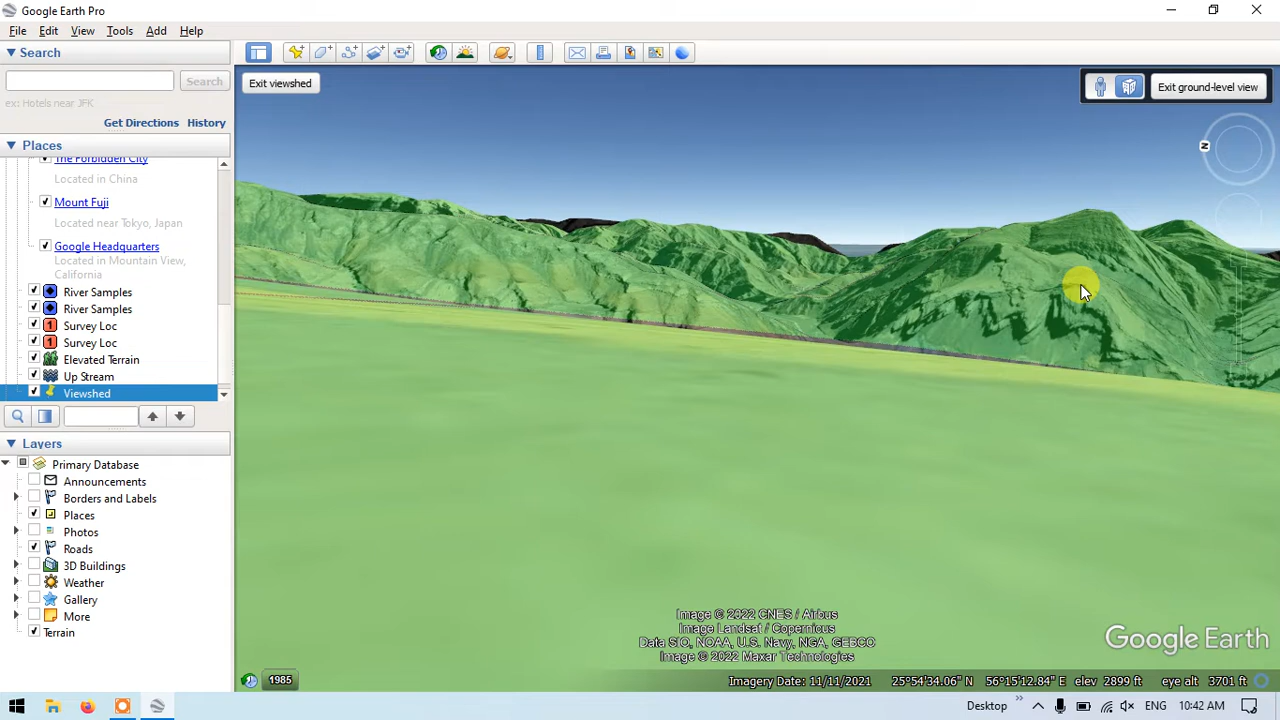 Google Earth Pro
File Edit View Tools Add Help
Search
Search
ex: Hotels near JFK
Get Directions History
Places
The Forbidden City
Located in China
Mount Fuji
Located near Tokyo, Japan
Google Headquarters
Located in Mountain View,
California
River Samples
River Samples
1 Survey Loc
1 Survey Loc
Elevated Terrain
Up Stream
Viewshed
Layers
Primary Database
Announcements
Borders and Labels
Places
Photos
Roads
3D Buildings
Weather
Gallery
More
Terrain
Exit viewshed
Exit ground-level view
N
Image © 2022 CNES / Airbus
Image Landsat / Copernicus
Data SIO, NOAA, U.S. Navy, NGA, GEBCO
Image © 2022 Maxar Technologies
Google Earth
1985
Imagery Date: 11/11/2021 25°54'34.06" N 56°15'12.84" E elev 2899 ft eye alt 3701 ft
Desktop » ENG 10:42 AM